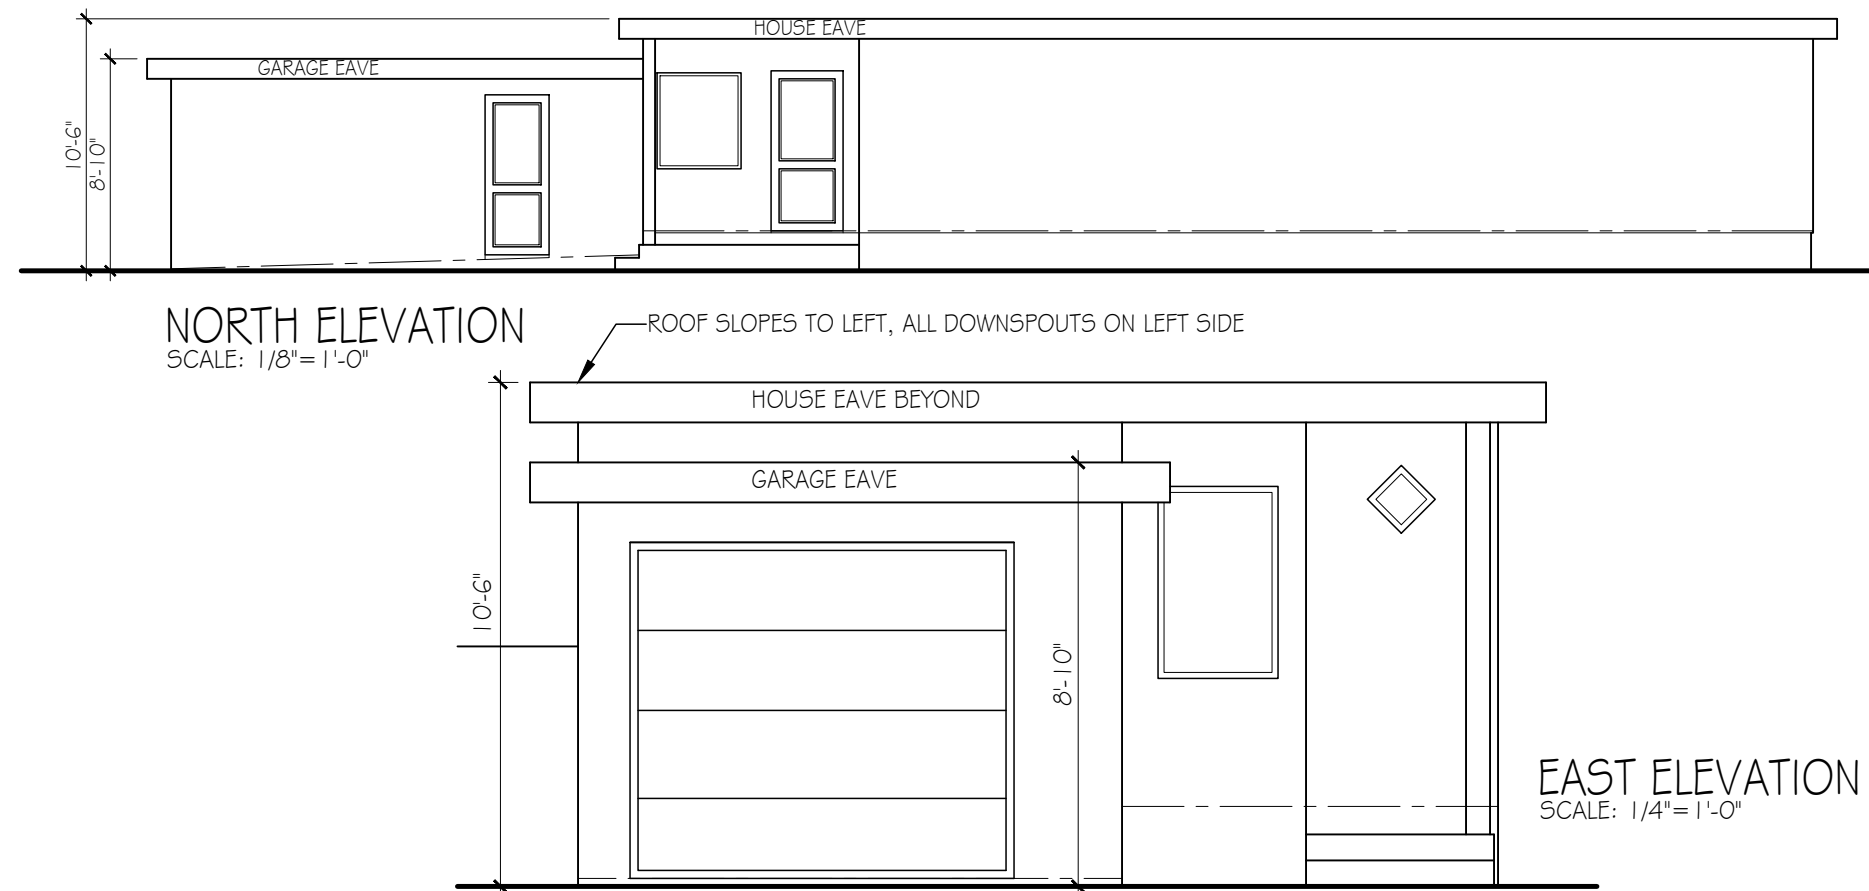 HOUSE EAVE
GARAGE EAVE
10'-6"
8'-10"
NORTH ELEVATION
SCALE: 1/8"=1'-0"
ROOF SLOPES TO LEFT, ALL DOWNSPOUTS ON LEFT SIDE
HOUSE EAVE BEYOND
GARAGE EAVE
10'-6"
8'-10"
EAST ELEVATION
SCALE: 1/4"=1'-0"